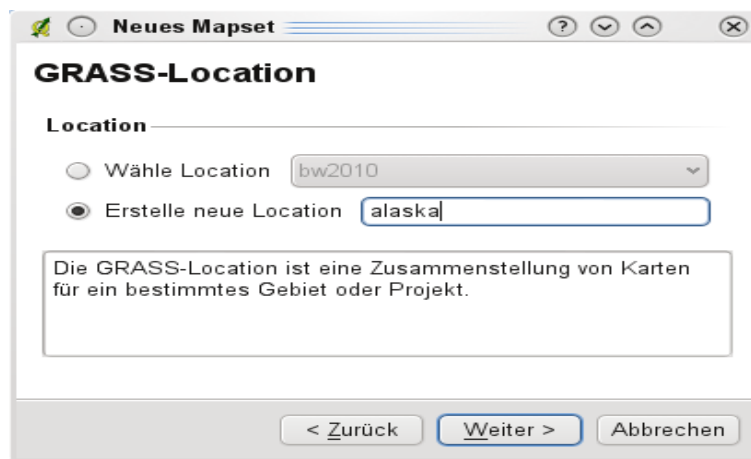 Neues Mapset
GRASS-Location
Location
Wähle Location bw2010
Erstelle neue Location alaska
Die GRASS-Location ist eine Zusammenstellung von Karten
für ein bestimmtes Gebiet oder Projekt.
< Zurück Weiter > Abbrechen